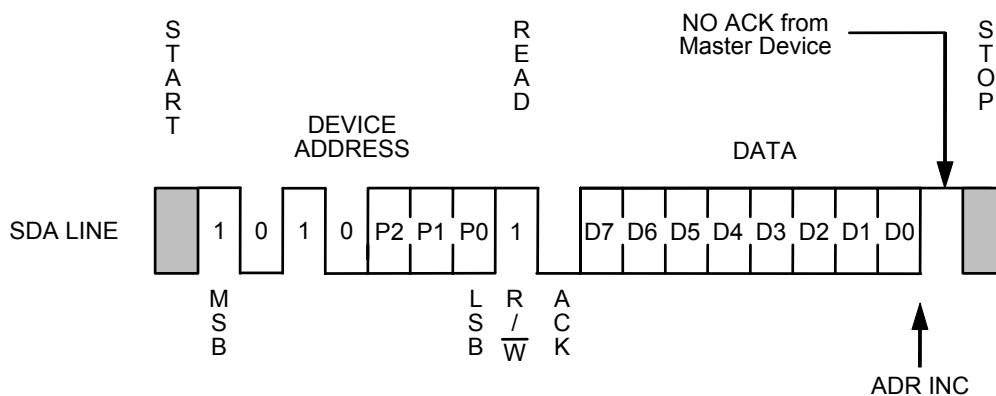 START
READ
NO ACK from
Master Device
STOP
DEVICE
ADDRESS
DATA
SDA LINE
1 0 1 0 P2 P1 P0 1 D7 D6 D5 D4 D3 D2 D1 D0
MSB
LSB
R/W
ACK
ADR INC